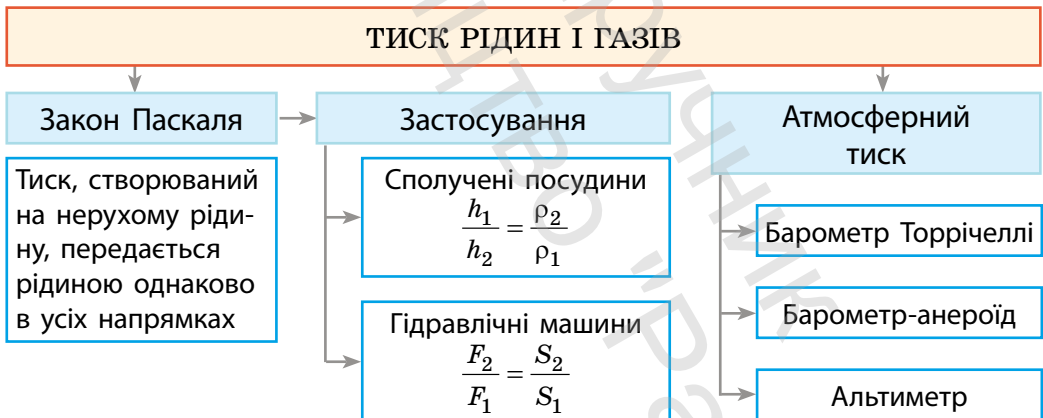 ТИСК РІДИН І ГАЗІВ
Закон Паскаля
Тиск, створюваний
на нерухому ріди-
ну, передається
рідиною однаково
в усіх напрямках
Застосування
Сполучені посудини
h₁/h₂ = ρ₂/ρ₁
Гідравлічні машини
F₂/F₁ = S₂/S₁
Атмосферний
тиск
Барометр Торрічеллі
Барометр-анероїд
Альтиметр